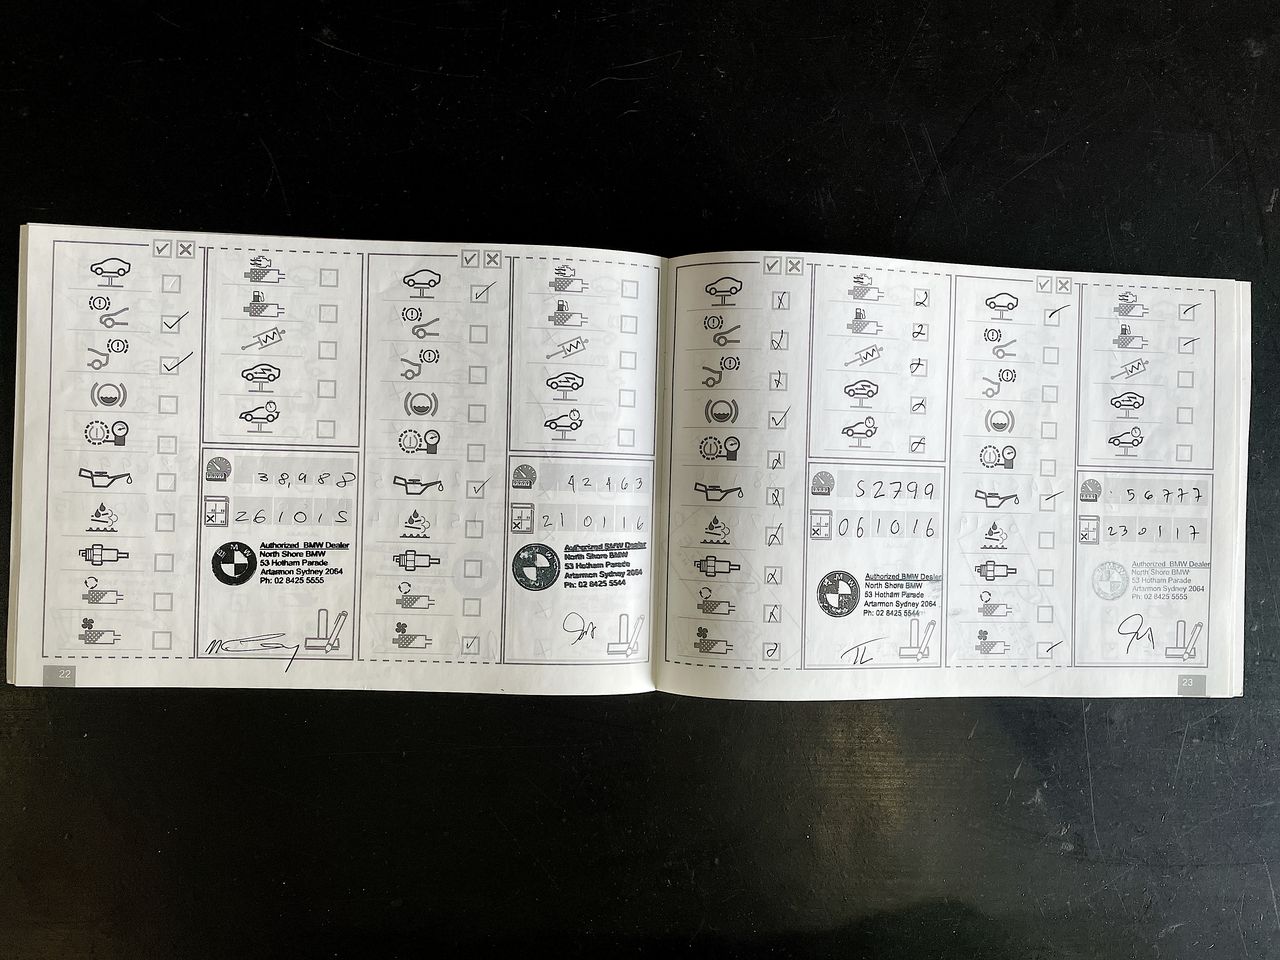 38,988
261015
BMW
Authorized BMW Dealer
North Shore BMW
53 Hotham Parade
Artarmon Sydney 2064
Ph: 02 8425 5555
22
42463
210116
Authorized BMW Dealer
North Shore BMW
53 Hotham Parade
Artarmon Sydney 2064
Ph: 02 8425 5544
52799
061016
BMW
Authorized BMW Dealer
North Shore BMW
53 Hotham Parade
Artarmon Sydney 2064
Ph: 02 8425 5544
TL
56777
230117
Authorized BMW Dealer
North Shore BMW
53 Hotham Parade
Artarmon Sydney 2064
Ph: 02 8425 5555
23